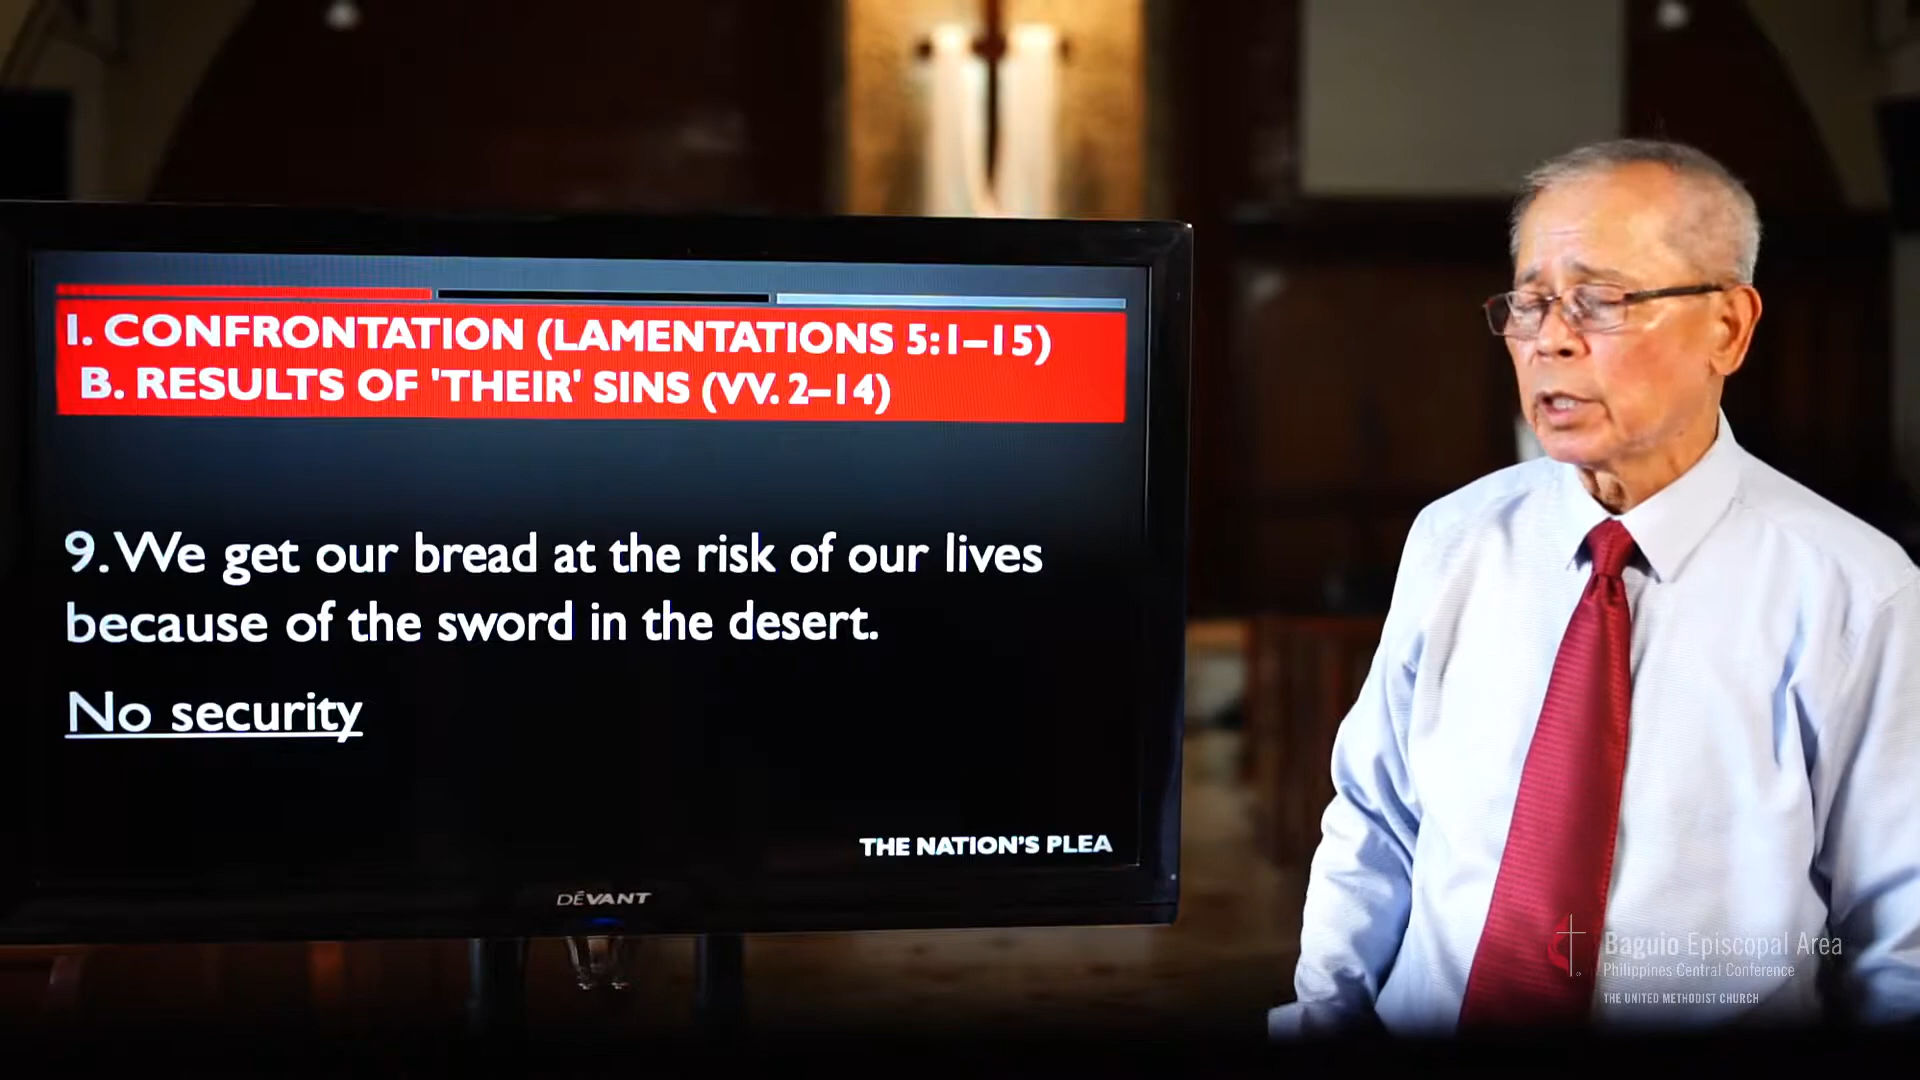 I. CONFRONTATION (LAMENTATIONS 5:1–15)
B. RESULTS OF 'THEIR' SINS (VV. 2–14)
9. We get our bread at the risk of our lives
because of the sword in the desert.
No security
THE NATION'S PLEA
DEVANT
Baguio Episcopal Area
Philippines Central Conference
THE UNITED METHODIST CHURCH